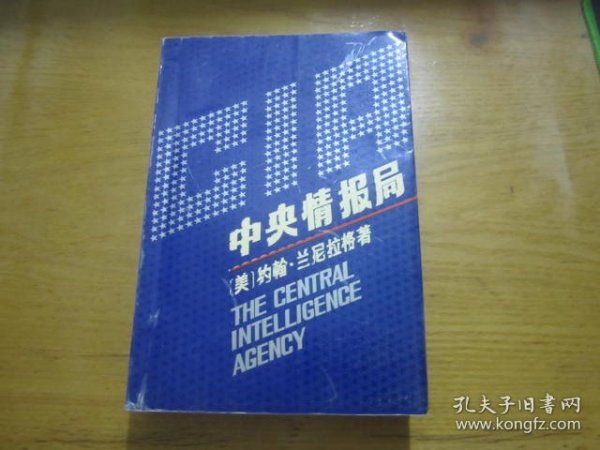 CIA
中央情报局
[美]约翰·兰尼拉格著
THE CENTRAL
INTELLIGENCE
AGENCY
孔夫子旧书网
www.kongfz.com